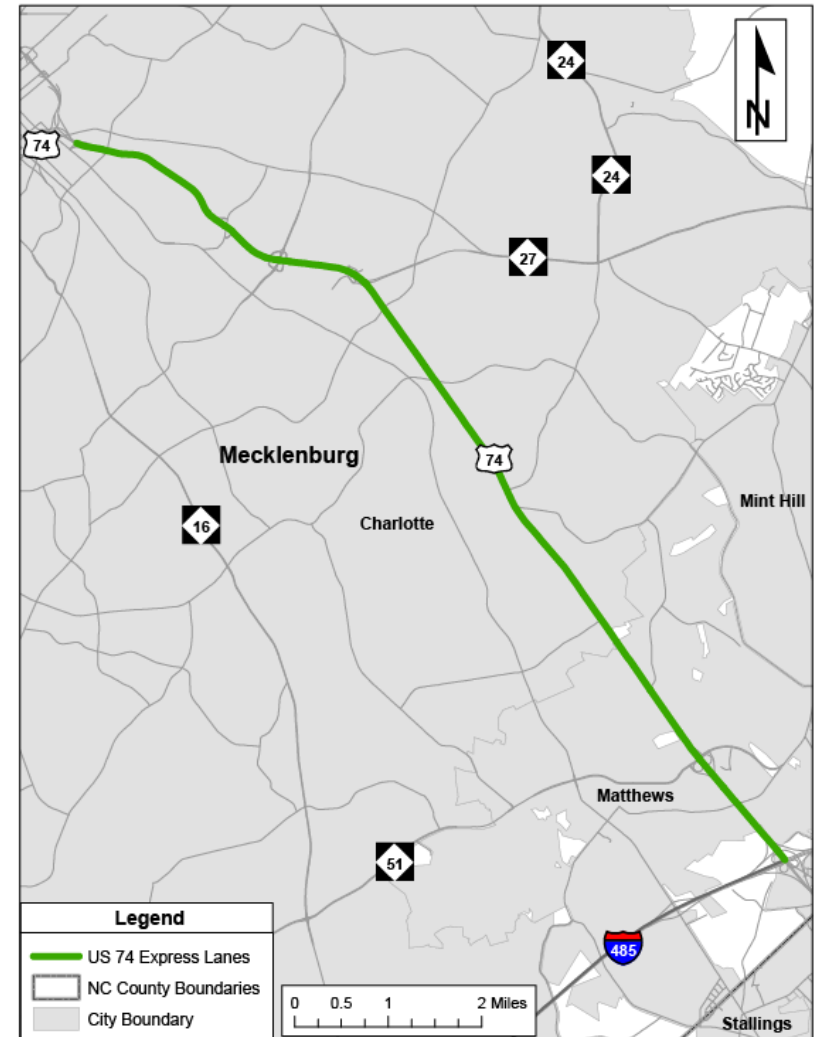 24
N
74
24
27
Mecklenburg
74
Mint Hill
16
Charlotte
Matthews
51
Legend
US 74 Express Lanes
NC County Boundaries
City Boundary
0 0.5 1 2 Miles
485
Stallings